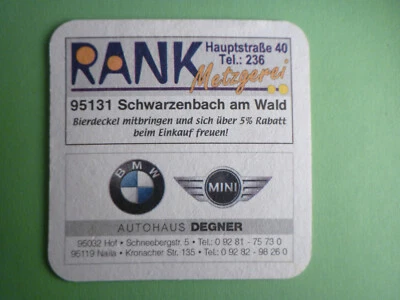 RANK
Hauptstraße 40
Tel.: 236
Metzgerei
95131 Schwarzenbach am Wald
Bierdeckel mitbringen und sich über 5% Rabatt
beim Einkauf freuen!
BMW
MINI
AUTOHAUS DEGNER
95032 Hof • Schneebergstr. 5 • Tel.: 0 92 81 - 75 73 0
95119 Naila • Kronacher Str. 135 • Tel.: 0 92 82 - 98 26 0